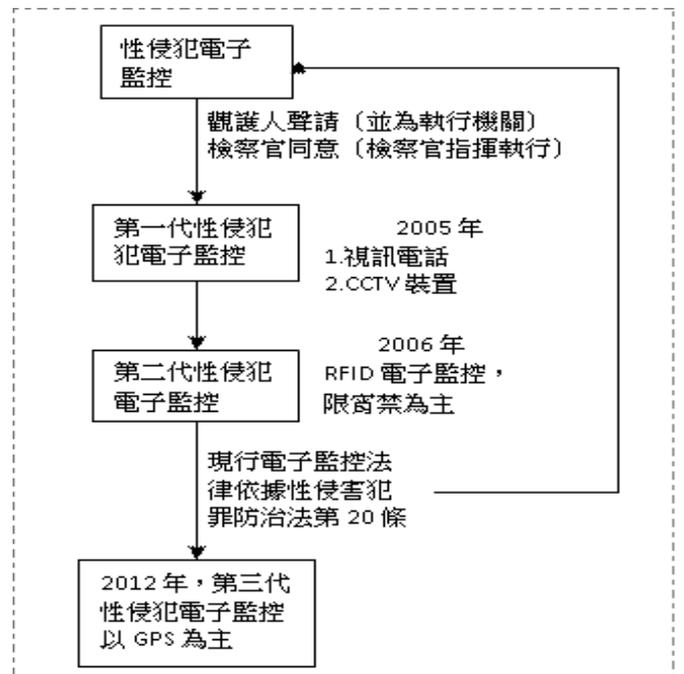 性侵犯電子
監控
觀護人聲請（並為執行機關）
檢察官同意（檢察官指揮執行）
第一代性侵犯
犯電子監控
2005 年
1.視訊電話
2.CCTV 裝置
第二代性侵犯
電子監控
2006 年
RFID 電子監控，
限宵禁為主
現行電子監控法
律依據性侵害犯
罪防治法第 20 條
2012 年，第三代
性侵犯電子監控
以 GPS 為主